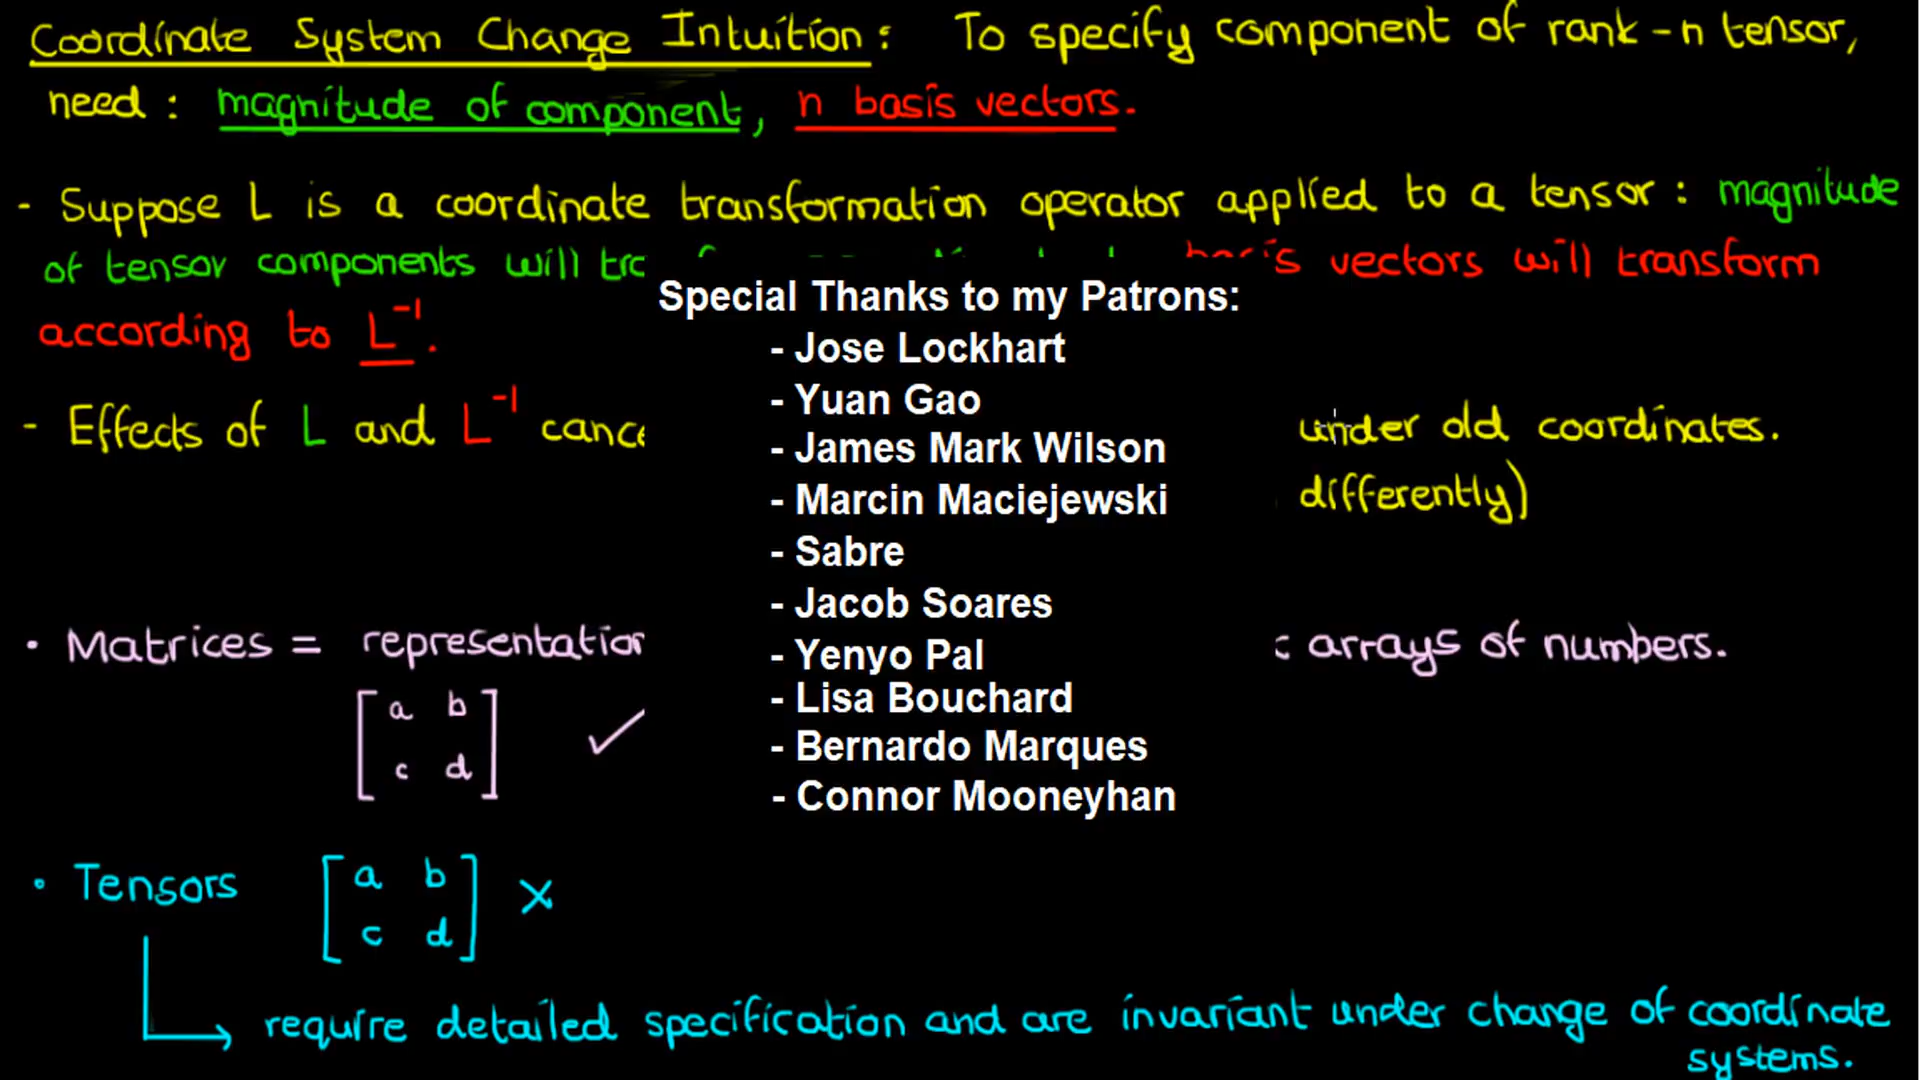 Coordinate System Change Intuition: To specify component of rank-n tensor,
need: magnitude of component, n basis vectors.
- Suppose L is a coordinate transformation operator applied to a tensor: magnitude
of tensor components will basis vectors will transform
according to L⁻¹.
- Effects of L and L⁻¹ under old coordinates.
differently)
Special Thanks to my Patrons:
- Jose Lockhart
- Yuan Gao
- James Mark Wilson
- Marcin Maciejewski
- Sabre
- Jacob Soares
- Yenyo Pal
- Lisa Bouchard
- Bernardo Marques
- Connor Mooneyhan
• Matrices = representation arrays of numbers.
[a b
c d] ✓
• Tensors [a b
c d] ×
↳ require detailed specification and are invariant under change of coordinate
systems.